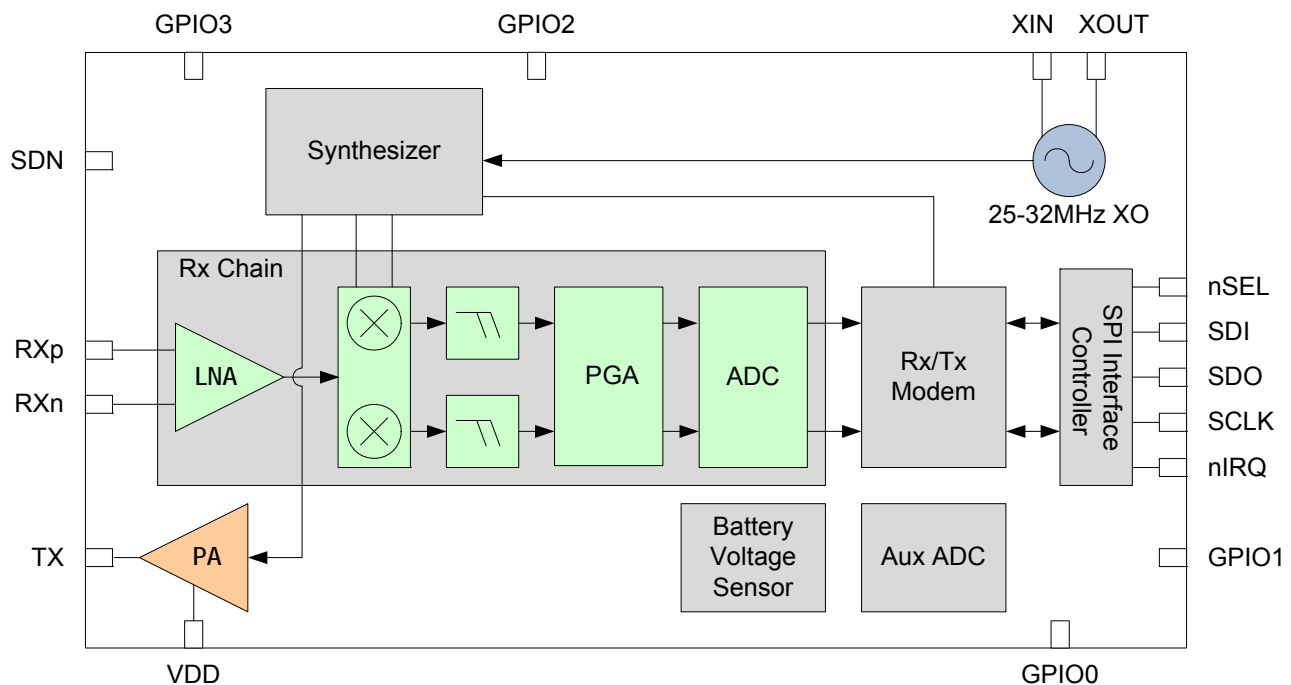 GPIO3
GPIO2
XIN
XOUT
Synthesizer
SDN
25-32MHz XO
Rx Chain
nSEL
SDI
SDO
SCLK
nIRQ
SPI Interface
Controller
RXp
RXn
LNA
PGA
ADC
Rx/Tx
Modem
TX
PA
Battery
Voltage
Sensor
Aux ADC
GPIO1
VDD
GPIO0